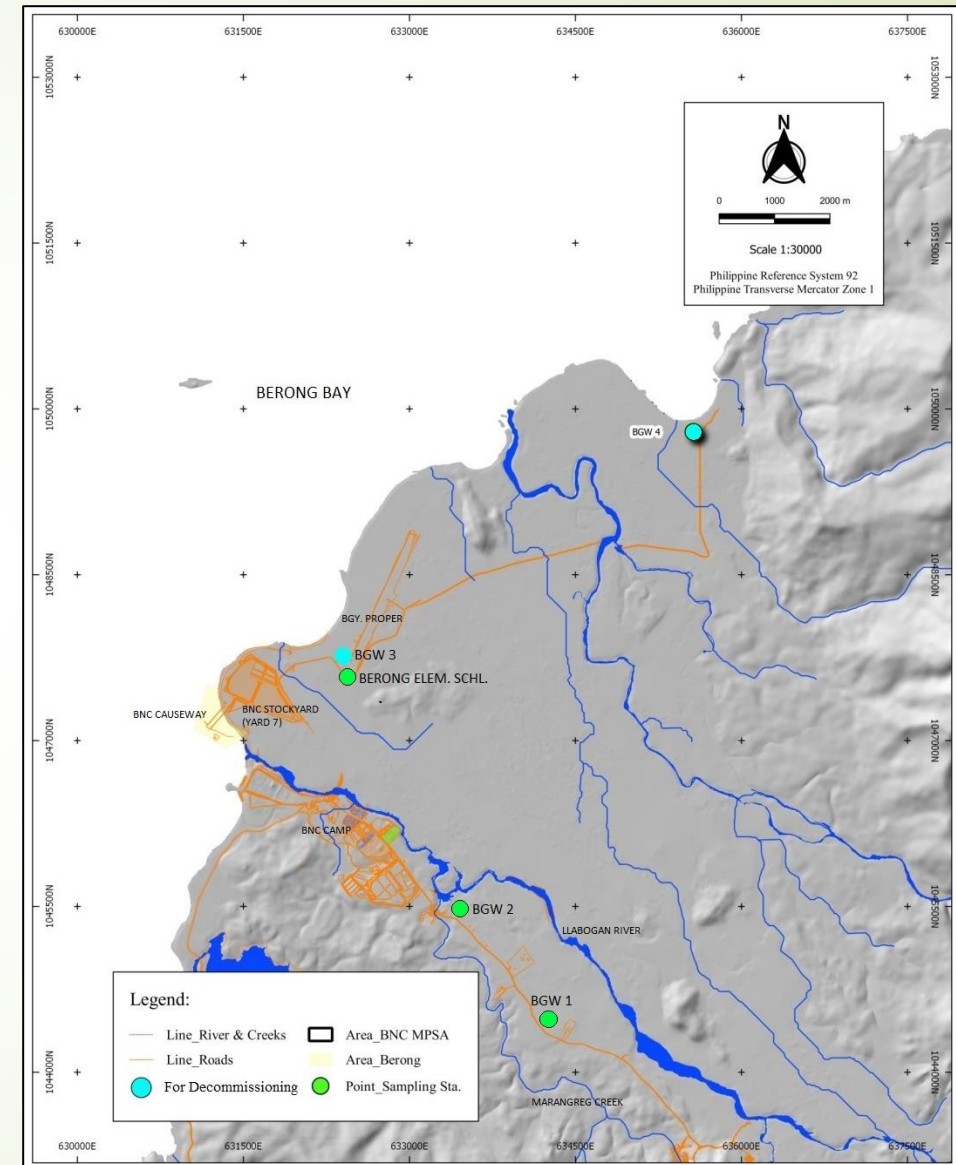 630000E 631500E 633000E 634500E 636000E 637500E
1053000N 1053000N
N
0 1000 2000 m
Scale 1:30000
Philippine Reference System 92
Philippine Transverse Mercator Zone 1
1051500N 1051500N
BERONG BAY
1050000N 1050000N
BGW 4
1048500N 1048500N
BGY. PROPER
BGW 3
BERONG ELEM. SCHL.
BNC CAUSEWAY
BNC STOCKYARD
(YARD 7)
1047000N 1047000N
BNC CAMP
1045500N 1045500N
BGW 2
LLABOGAN RIVER
BGW 1
1044000N 1044000N
MARANGREG CREEK
Legend:
Line_River & Creeks Area_BNC MPSA
Line_Roads Area_Berong
For Decommissioning Point_Sampling Sta.
630000E 631500E 633000E 634500E 636000E 637500E